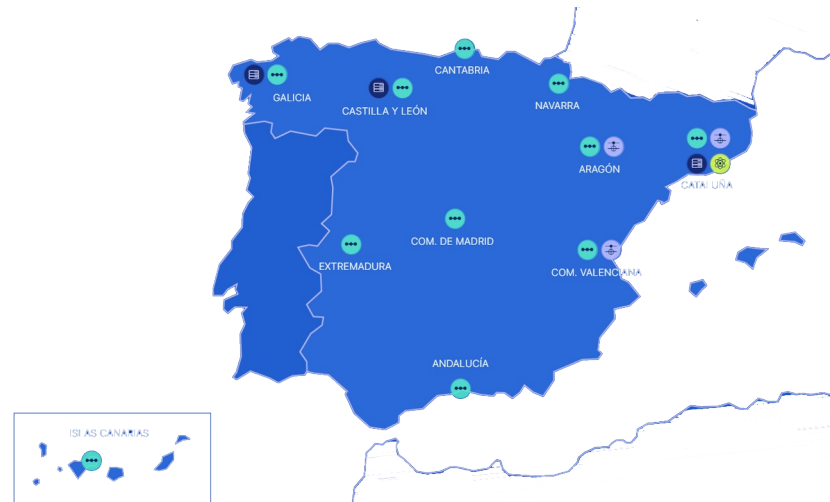 CANTABRIA
GALICIA
CASTILLA Y LEÓN
NAVARRA
ARAGÓN
CATALUÑA
COM. DE MADRID
EXTREMADURA
COM. VALENCIANA
ANDALUCÍA
ISLAS CANARIAS